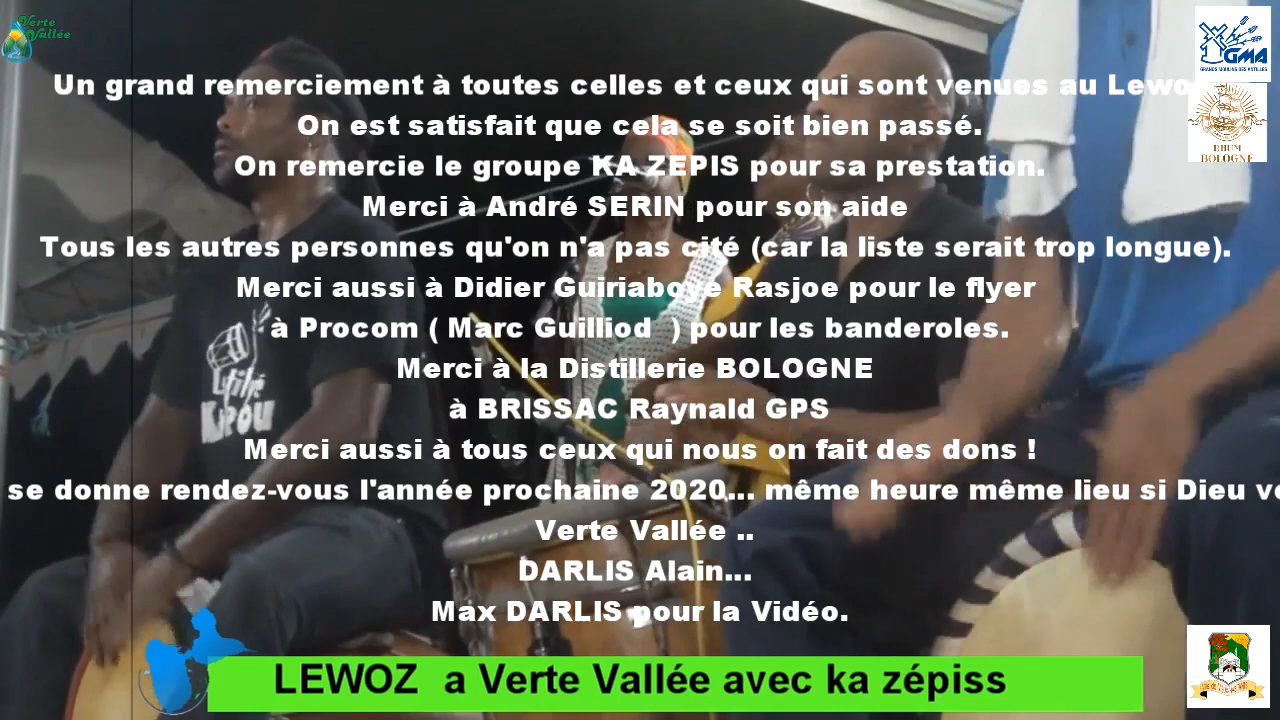 Verte
Vallée
GMA
GRANDS MOULINS DES ANTILLES
RHUM
BOLOGNE
Un grand remerciement à toutes celles et ceux qui sont venues au
On est satisfait que cela se soit bien passé.
On remercie le groupe KA ZEPIS pour sa prestation.
Merci à André SERIN pour son aide
Tous les autres personnes qu'on n'a pas cité (car la liste serait trop longue).
Merci aussi à Didier Guiriaboye Rasjoe pour le flyer
à Procom ( Marc Guilliod ) pour les banderoles.
Merci à la Distillerie BOLOGNE
à BRISSAC Raynald GPS
Merci aussi à tous ceux qui nous on fait des dons !
se donne rendez-vous l'année prochaine 2020... même heure même lieu si Dieu
Verte Vallée ..
DARLIS Alain...
Max DARLIS pour la Vidéo.
LEWOZ a Verte Vallée avec ka zépiss